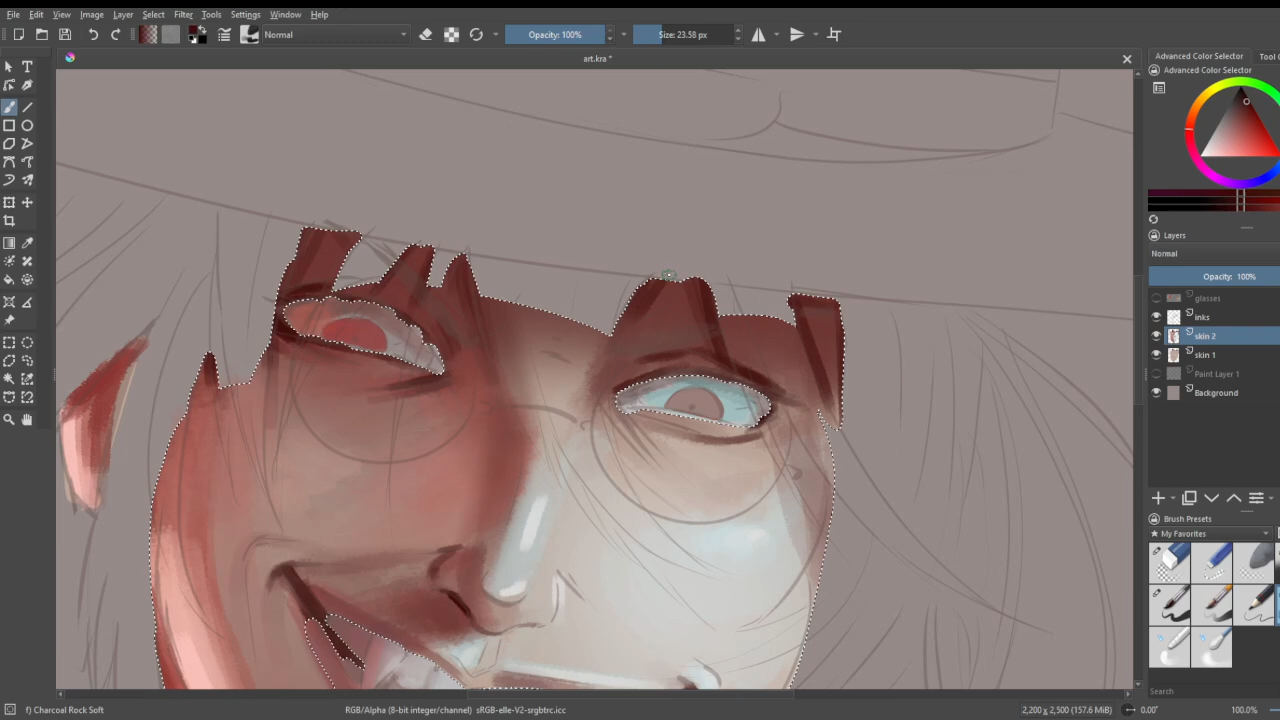 File Edit View Image Layer Select Filter Tools Settings Window Help
Normal
Opacity: 100%
Size: 23.58 px
art.kra *
Advanced Color Selector
Tool
Advanced Color Selector
Layers
Normal
Opacity: 100%
glasses
inks
skin 2
skin 1
Paint Layer 1
Background
Brush Presets
My Favorites
Search
f) Charcoal Rock Soft
RGB/Alpha (8-bit integer/channel) sRGB-elle-V2-srgbtrc.icc
2,200 x 2,500 (157.6 MiB)
0.00°
100.0%